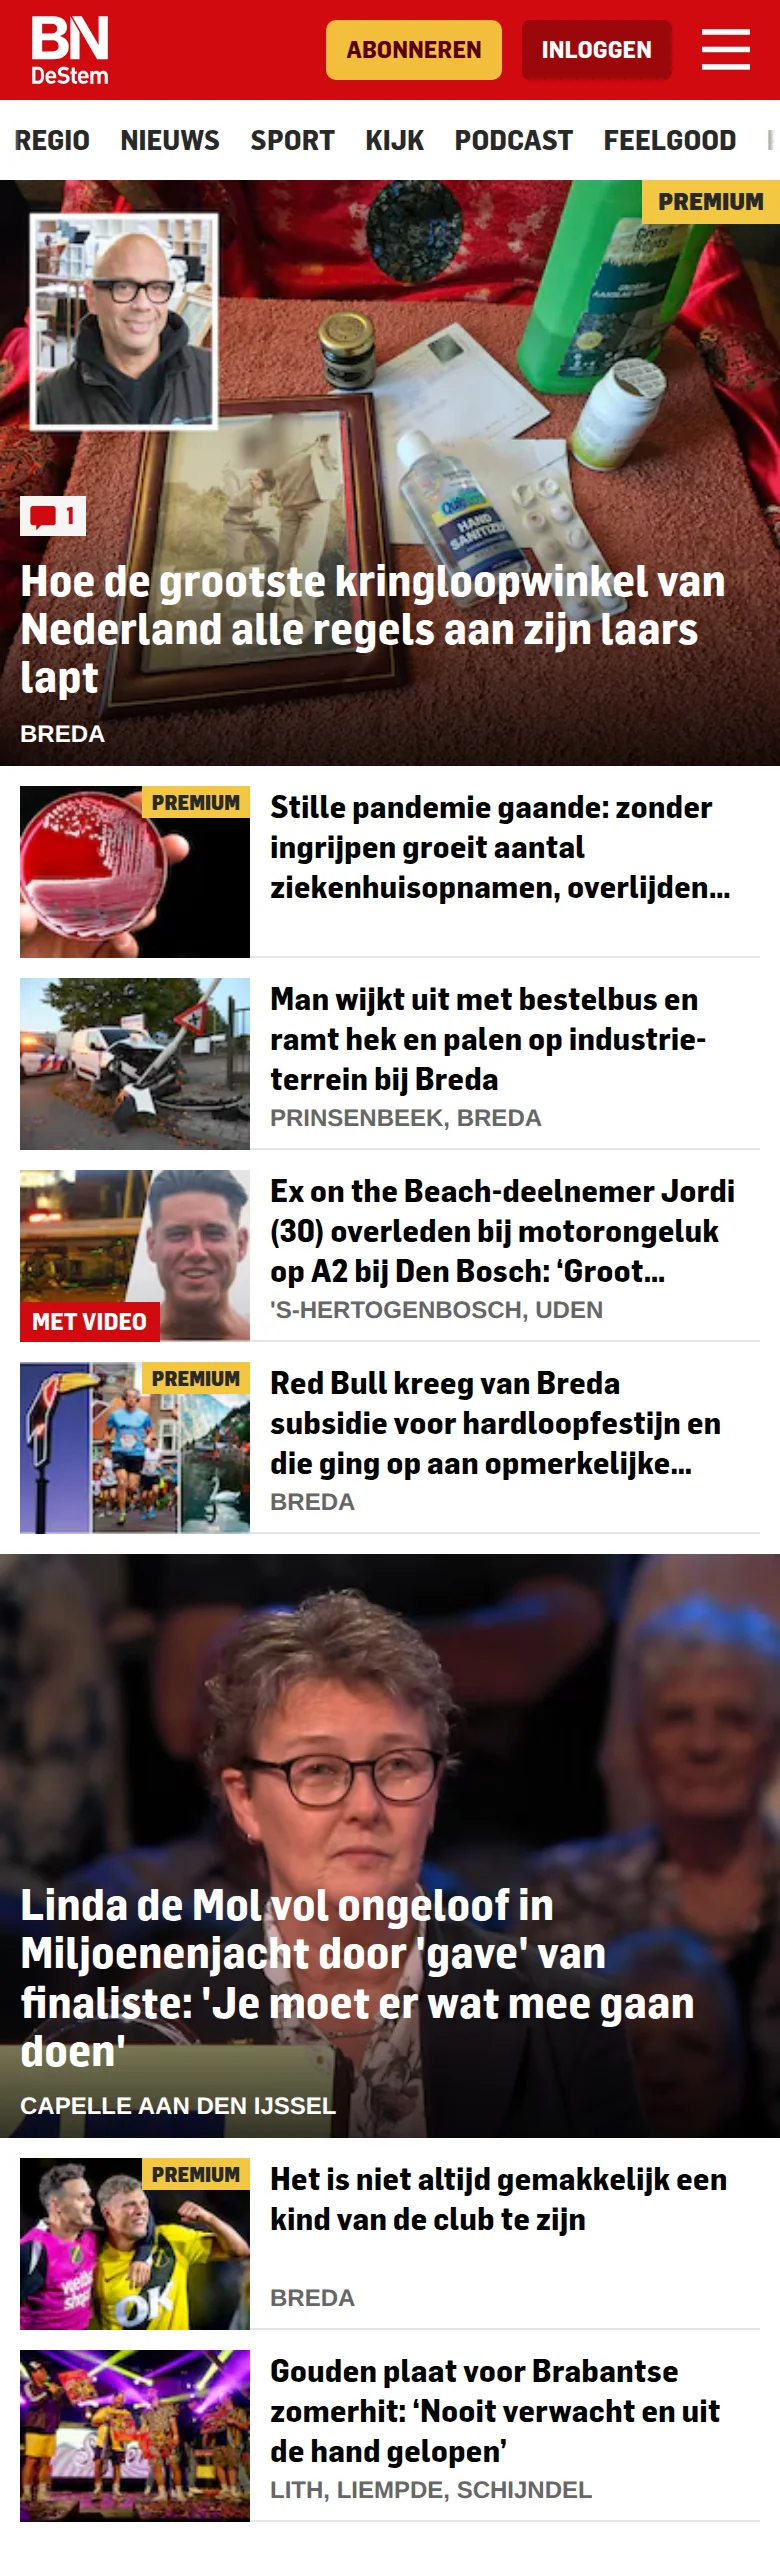 BN
DeStem
ABONNEREN
INLOGGEN
REGIO NIEUWS SPORT KIJK PODCAST FEELGOOD
PREMIUM
Green
HAND
SANITIZER
1
Hoe de grootste kringloopwinkel van
Nederland alle regels aan zijn laars
lapt
BREDA
PREMIUM
Stille pandemie gaande: zonder
ingrijpen groeit aantal
ziekenhuisopnamen, overlijden...
Man wijkt uit met bestelbus en
ramt hek en palen op industrie-
terrein bij Breda
PRINSENBEEK, BREDA
MET VIDEO
Ex on the Beach-deelnemer Jordi
(30) overleden bij motorongeluk
op A2 bij Den Bosch: ‘Groot...
'S-HERTOGENBOSCH, UDEN
PREMIUM
Red Bull kreeg van Breda
subsidie voor hardloopfestijn en
die ging op aan opmerkelijke...
BREDA
Linda de Mol vol ongeloof in
Miljoenenjacht door 'gave' van
finaliste: 'Je moet er wat mee gaan
doen'
CAPELLE AAN DEN IJSSEL
PREMIUM
OK
Het is niet altijd gemakkelijk een
kind van de club te zijn
BREDA
Gouden plaat voor Brabantse
zomerhit: ‘Nooit verwacht en uit
de hand gelopen’
LITH, LIEMPDE, SCHIJNDEL